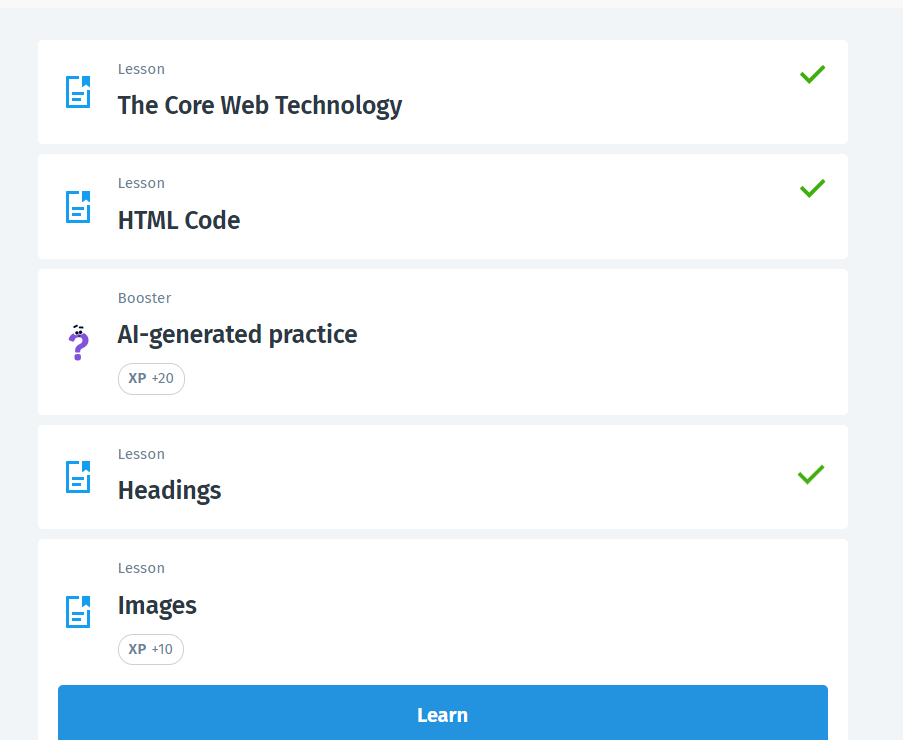 Lesson
The Core Web Technology
Lesson
HTML Code
Booster
AI-generated practice
XP +20
Lesson
Headings
Lesson
Images
XP +10
Learn